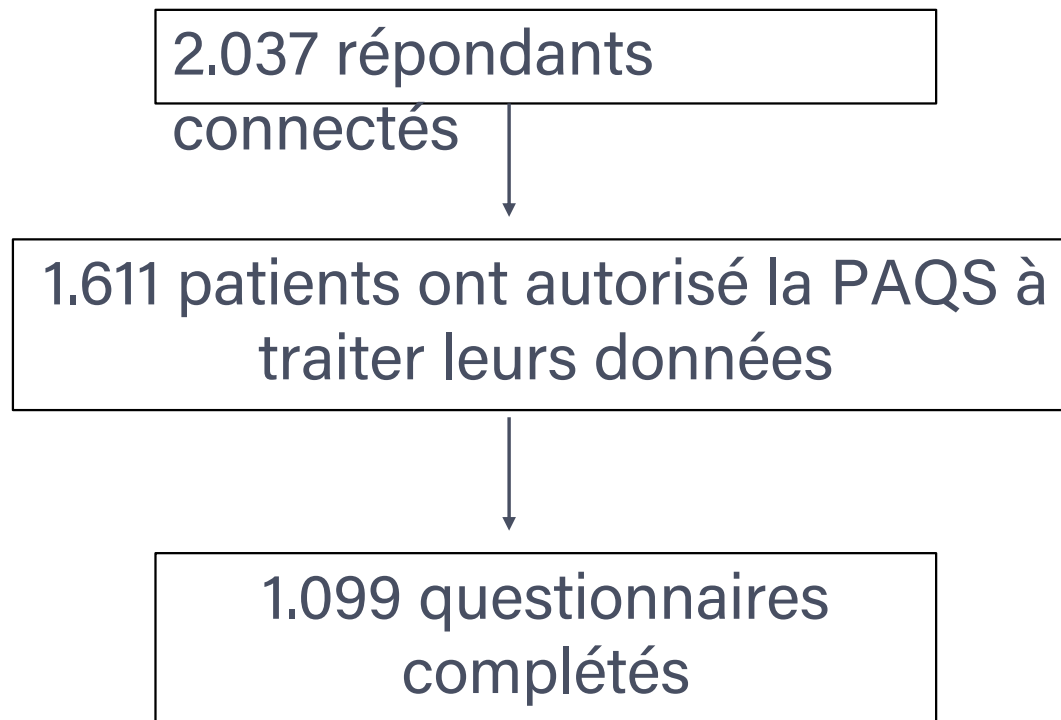 2.037 répondants
connectés
1.611 patients ont autorisé la PAQS à
traiter leurs données
1.099 questionnaires
complétés